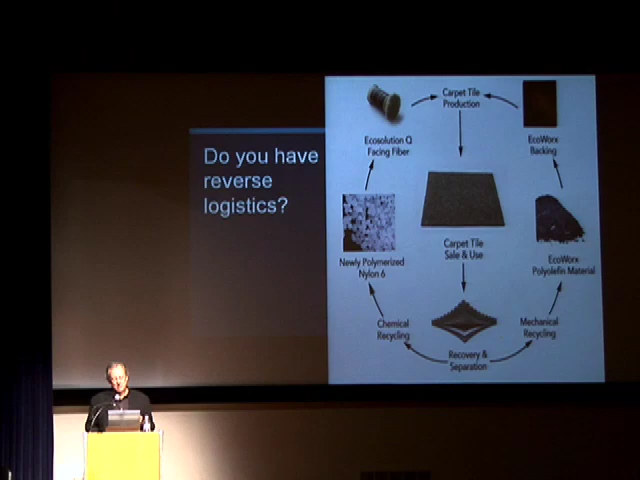 Do you have
reverse
logistics?
Carpet Tile
Production
Ecosolution Q
Facing Fiber
EcoWorx
Backing
Carpet Tile
Sale & Use
Newly Polymerized
Nylon 6
EcoWorx
Polyolefin Material
Chemical
Recycling
Mechanical
Recycling
Recovery &
Separation